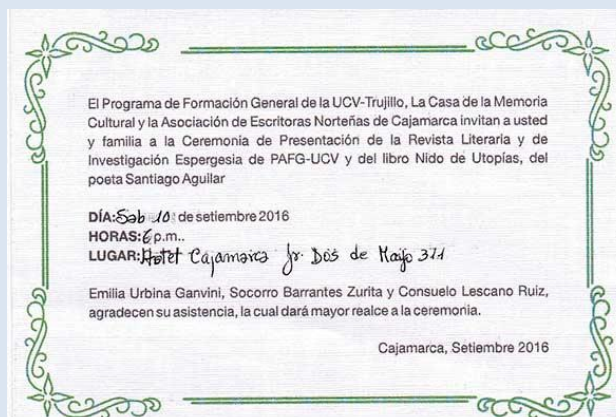 El Programa de Formación General de la UCV-Trujillo, La Casa de la Memoria
Cultural y la Asociación de Escritoras Norteñas de Cajamarca invitan a usted
y familia a la Ceremonia de Presentación de la Revista Literaria y de
Investigación Espergesia de PAFG-UCV y del libro Nido de Utopías, del
poeta Santiago Aguilar
DÍA: Sab 10 de setiembre 2016
HORAS: 6 p.m..
LUGAR: Hotel Cajamarca Jr. Dos de Mayo 371
Emilia Urbina Ganvini, Socorro Barrantes Zurita y Consuelo Lescano Ruiz,
agradecen su asistencia, la cual dará mayor realce a la ceremonia.
Cajamarca, Setiembre 2016